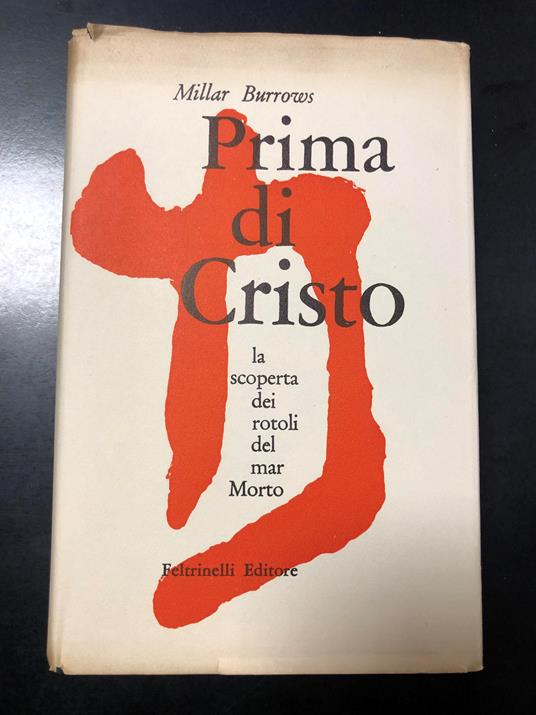 Millar Burrows
Prima
di
Cristo
la
scoperta
dei
rotoli
del
mar
Morto
Feltrinelli Editore